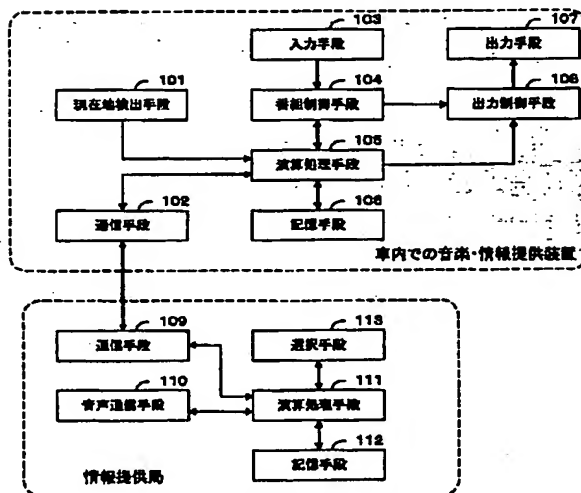 103
入力手段
107
出力手段
101
現在地検出手段
104
番組制御手段
108
出力制御手段
105
演算処理手段
102
通信手段
106
記憶手段
車内での音楽・情報提供装置
109
通信手段
113
選択手段
110
音声通信手段
111
演算処理手段
112
記憶手段
情報提供局